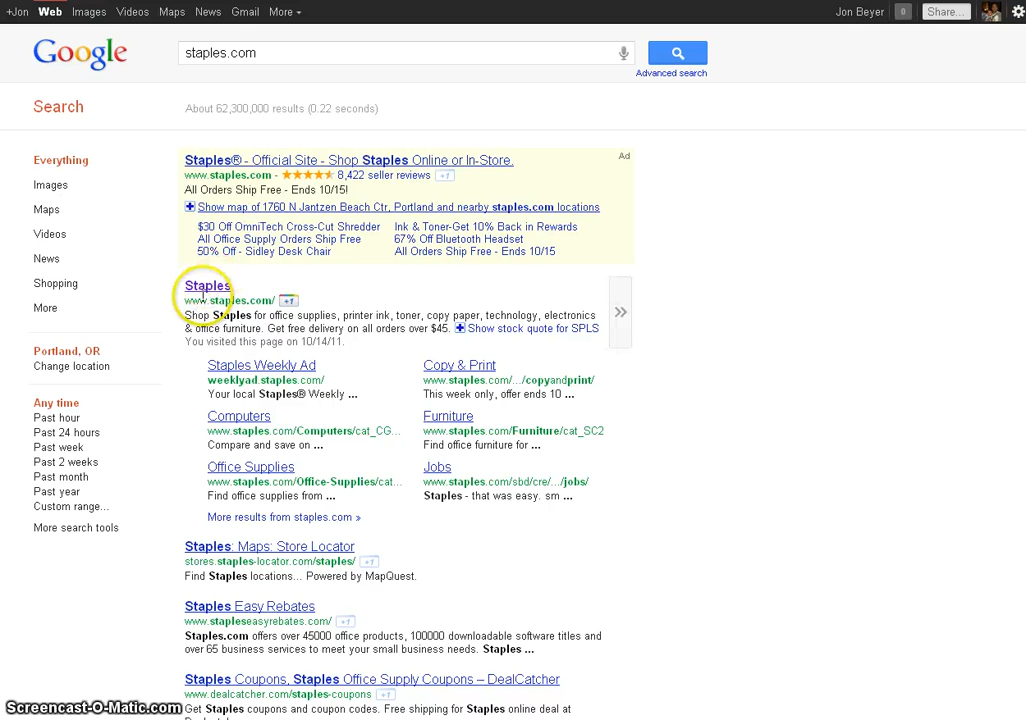 +Jon Web Images Videos Maps News Gmail More Jon Beyer 0 Share...
Google staples.com
Advanced search
Search About 62,300,000 results (0.22 seconds)
Everything
Images
Maps
Videos
News
Shopping
More
Portland, OR
Change location
Any time
Past hour
Past 24 hours
Past week
Past 2 weeks
Past month
Past year
Custom range...
More search tools
Staples® - Official Site - Shop Staples Online or In-Store. Ad
www.staples.com - 8,422 seller reviews +1
All Orders Ship Free - Ends 10/15!
Show map of 1760 N Jantzen Beach Ctr, Portland and nearby staples.com locations
$30 Off OmniTech Cross-Cut Shredder Ink & Toner-Get 10% Back in Rewards
All Office Supply Orders Ship Free 67% Off Bluetooth Headset
50% Off - Sidley Desk Chair All Orders Ship Free - Ends 10/15
Staples
www.staples.com/ +1
Shop Staples for office supplies, printer ink, toner, copy paper, technology, electronics
& office furniture. Get free delivery on all orders over $45. Show stock quote for SPLS
You visited this page on 10/14/11.
Staples Weekly Ad
weeklyad.staples.com/
Your local Staples® Weekly ...
Copy & Print
www.staples.com/.../copyandprint/
This week only, offer ends 10 ...
Computers
www.staples.com/Computers/cat_CG...
Compare and save on ...
Furniture
www.staples.com/Furniture/cat_SC2
Find office furniture for ...
Office Supplies
www.staples.com/Office-Supplies/cat...
Find office supplies from ...
Jobs
www.staples.com/sbd/cre/.../jobs/
Staples - that was easy. sm ...
More results from staples.com »
Staples: Maps: Store Locator
stores.staples-locator.com/staples/ +1
Find Staples locations... Powered by MapQuest.
Staples Easy Rebates
www.stapleseasyrebates.com/ +1
Staples.com offers over 45000 office products, 100000 downloadable software titles and
over 65 business services to meet your small business needs. Staples ...
Staples Coupons, Staples Office Supply Coupons – DealCatcher
www.dealcatcher.com/staples-coupons +1
Get Staples coupons and coupon codes. Free shipping for Staples online deal at
Screencast-O-Matic.com